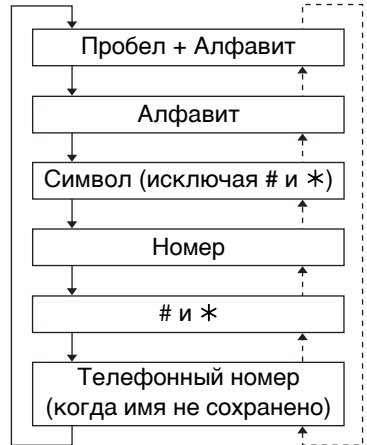 Пробел + Алфавит
Алфавит
Символ (исключая # и ✳)
Номер
# и ✳
Телефонный номер
(когда имя не сохранено)